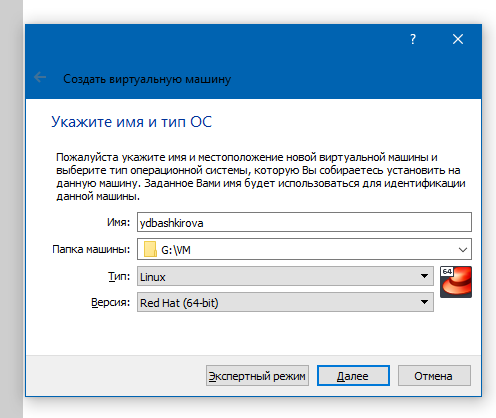 ?
Создать виртуальную машину
Укажите имя и тип ОС
Пожалуйста укажите имя и местоположение новой виртуальной машины и
выберите тип операционной системы, которую Вы собираетесь установить на
данную машину. Заданное Вами имя будет использоваться для идентификации
данной машины.
Имя: ydbashkirova
Папка машины: G:\VM
Тип: Linux 64
Версия: Red Hat (64-bit)
Экспертный режим Далее Отмена